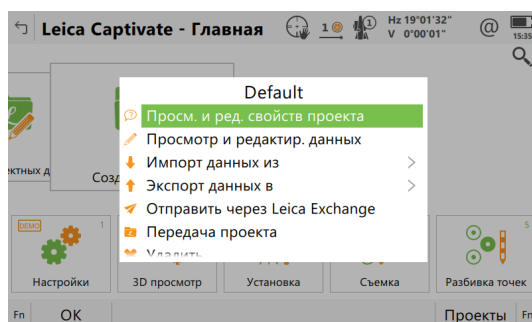 Leica Captivate - Главная
1
1
Hz 19°01'32"
V 0°00'01"
@
15:35
Default
Просм. и ред. свойств проекта
Просмотр и редактир. данных
Импорт данных из
Экспорт данных в
Отправить через Leica Exchange
Передача проекта
Удалить
ектных д
Созд
DEMO
1
5
Настройки
3D просмотр
Установка
Съемка
Разбивка точек
Fn
OK
Проекты
Fn